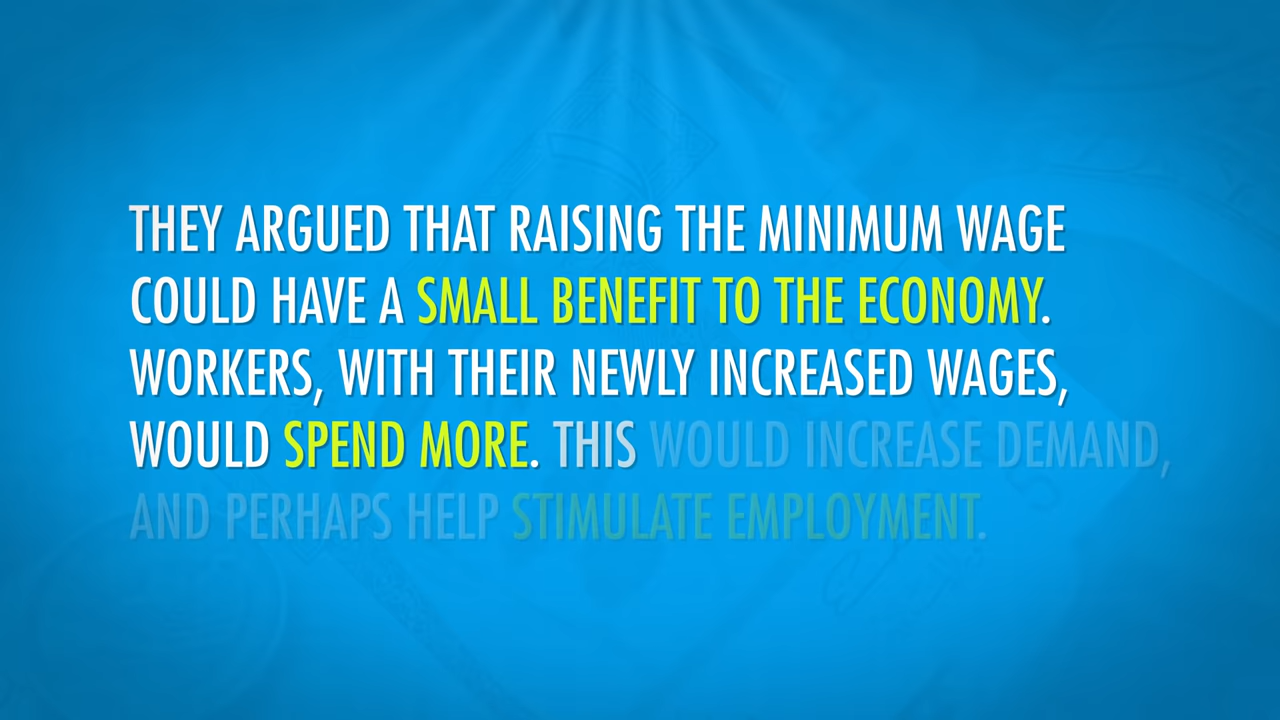 THEY ARGUED THAT RAISING THE MINIMUM WAGE
COULD HAVE A SMALL BENEFIT TO THE ECONOMY.
WORKERS, WITH THEIR NEWLY INCREASED WAGES,
WOULD SPEND MORE. THIS WOULD INCREASE DEMAND,
AND PERHAPS HELP STIMULATE EMPLOYMENT.